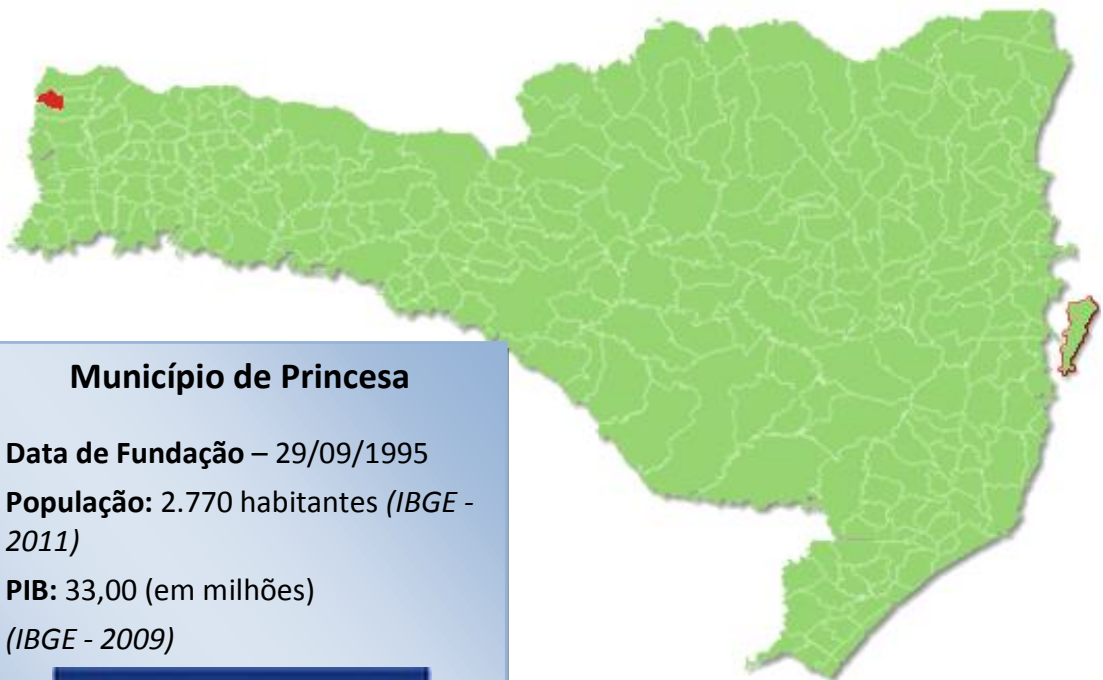 Município de Princesa
Data de Fundação – 29/09/1995
População: 2.770 habitantes (IBGE -
2011)
PIB: 33,00 (em milhões)
(IBGE - 2009)